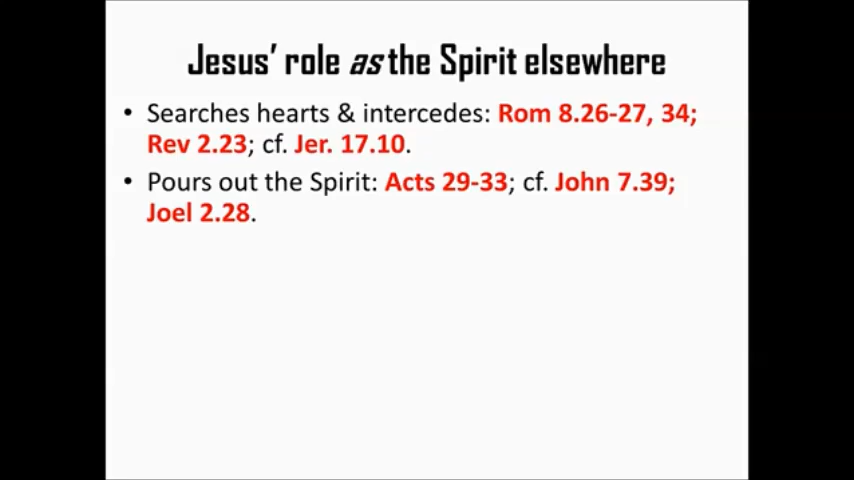 Jesus’ role as the Spirit elsewhere
• Searches hearts & intercedes: Rom 8.26-27, 34;
Rev 2.23; cf. Jer. 17.10.
• Pours out the Spirit: Acts 29-33; cf. John 7.39;
Joel 2.28.